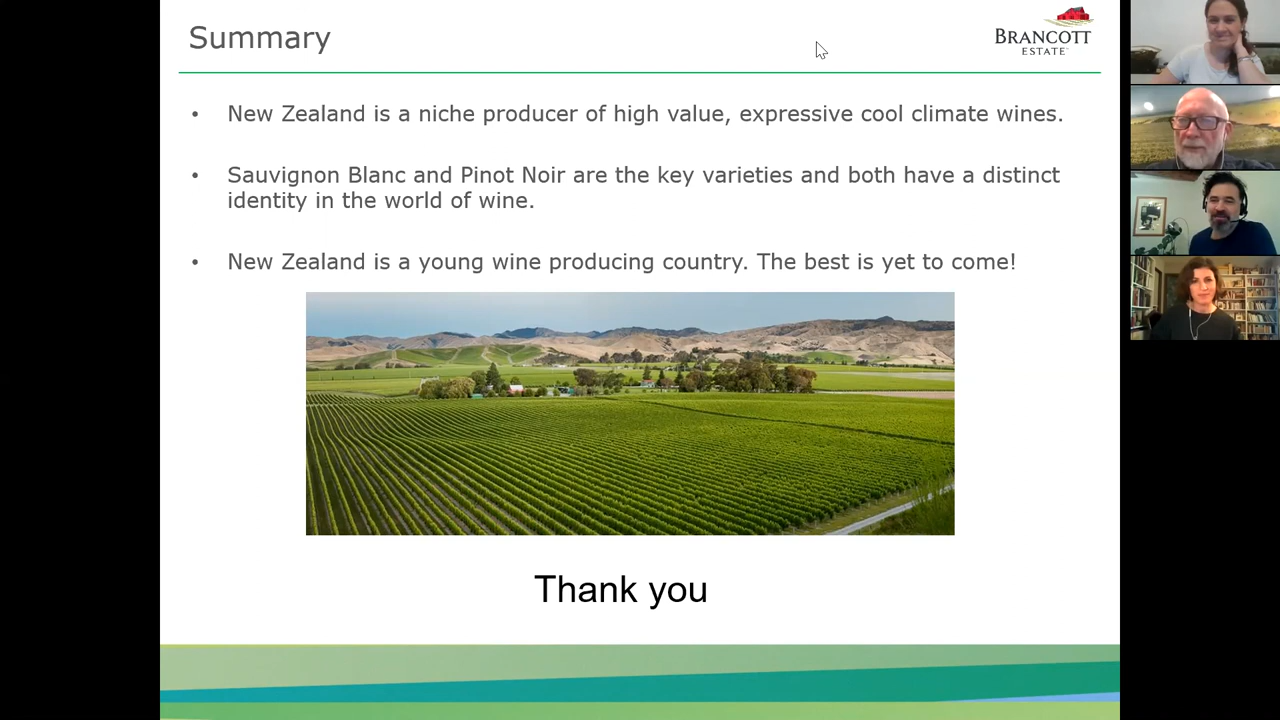 Summary
BRANCOTT
ESTATE
• New Zealand is a niche producer of high value, expressive cool climate wines.
• Sauvignon Blanc and Pinot Noir are the key varieties and both have a distinct
identity in the world of wine.
• New Zealand is a young wine producing country. The best is yet to come!
Thank you